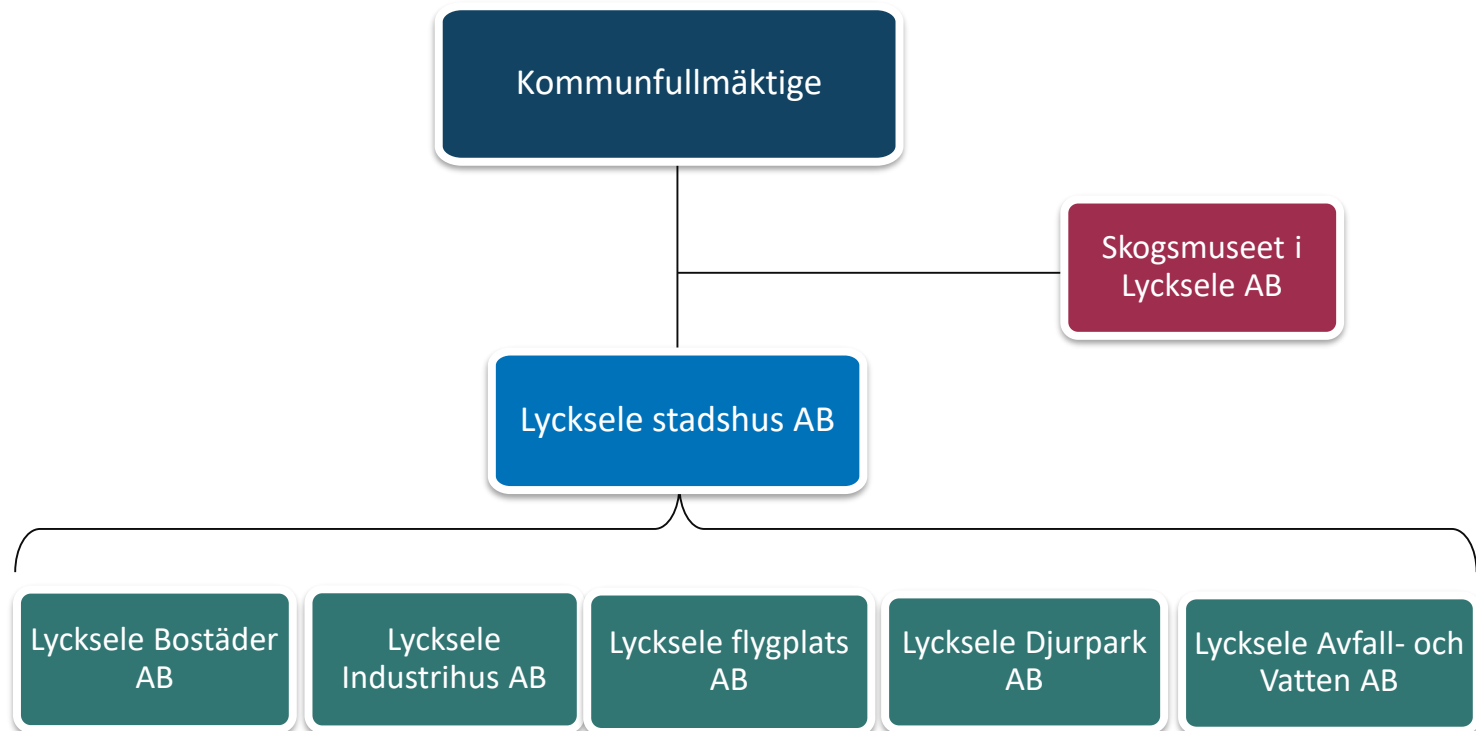 Kommunfullmäktige
Skogsmuseet i
Lycksele AB
Lycksele stadshus AB
Lycksele Bostäder
AB
Lycksele
Industrihus AB
Lycksele flygplats
AB
Lycksele Djurpark
AB
Lycksele Avfall- och
Vatten AB